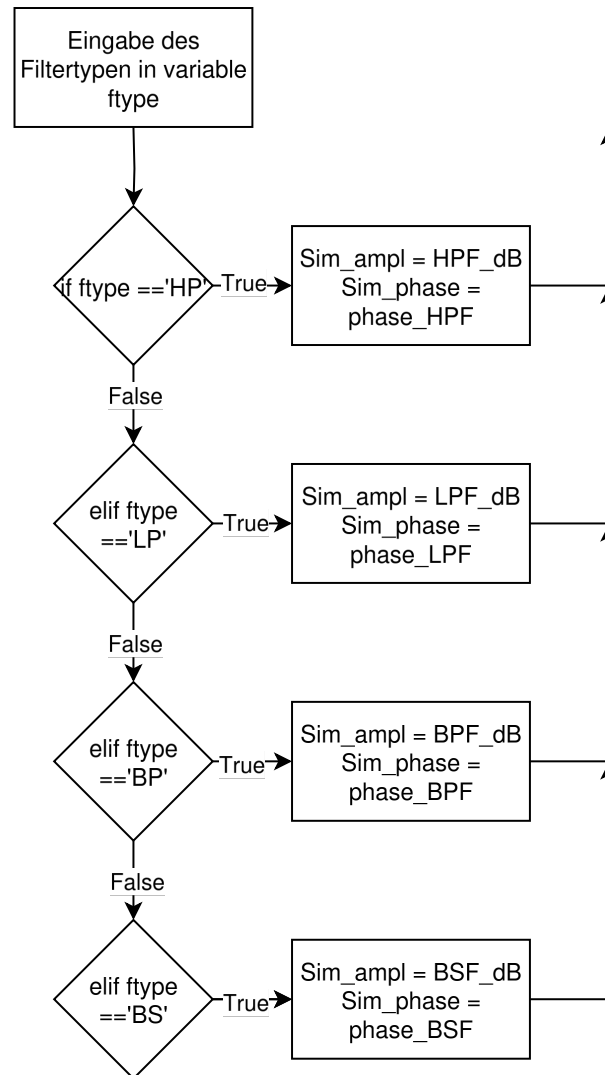 Eingabe des
Filtertypen in variable
ftype
if ftype =='HP'
True
Sim_ampl = HPF_dB
Sim_phase =
phase_HPF
False
elif ftype
=='LP'
True
Sim_ampl = LPF_dB
Sim_phase =
phase_LPF
False
elif ftype
=='BP'
True
Sim_ampl = BPF_dB
Sim_phase =
phase_BPF
False
elif ftype
=='BS'
True
Sim_ampl = BSF_dB
Sim_phase =
phase_BSF